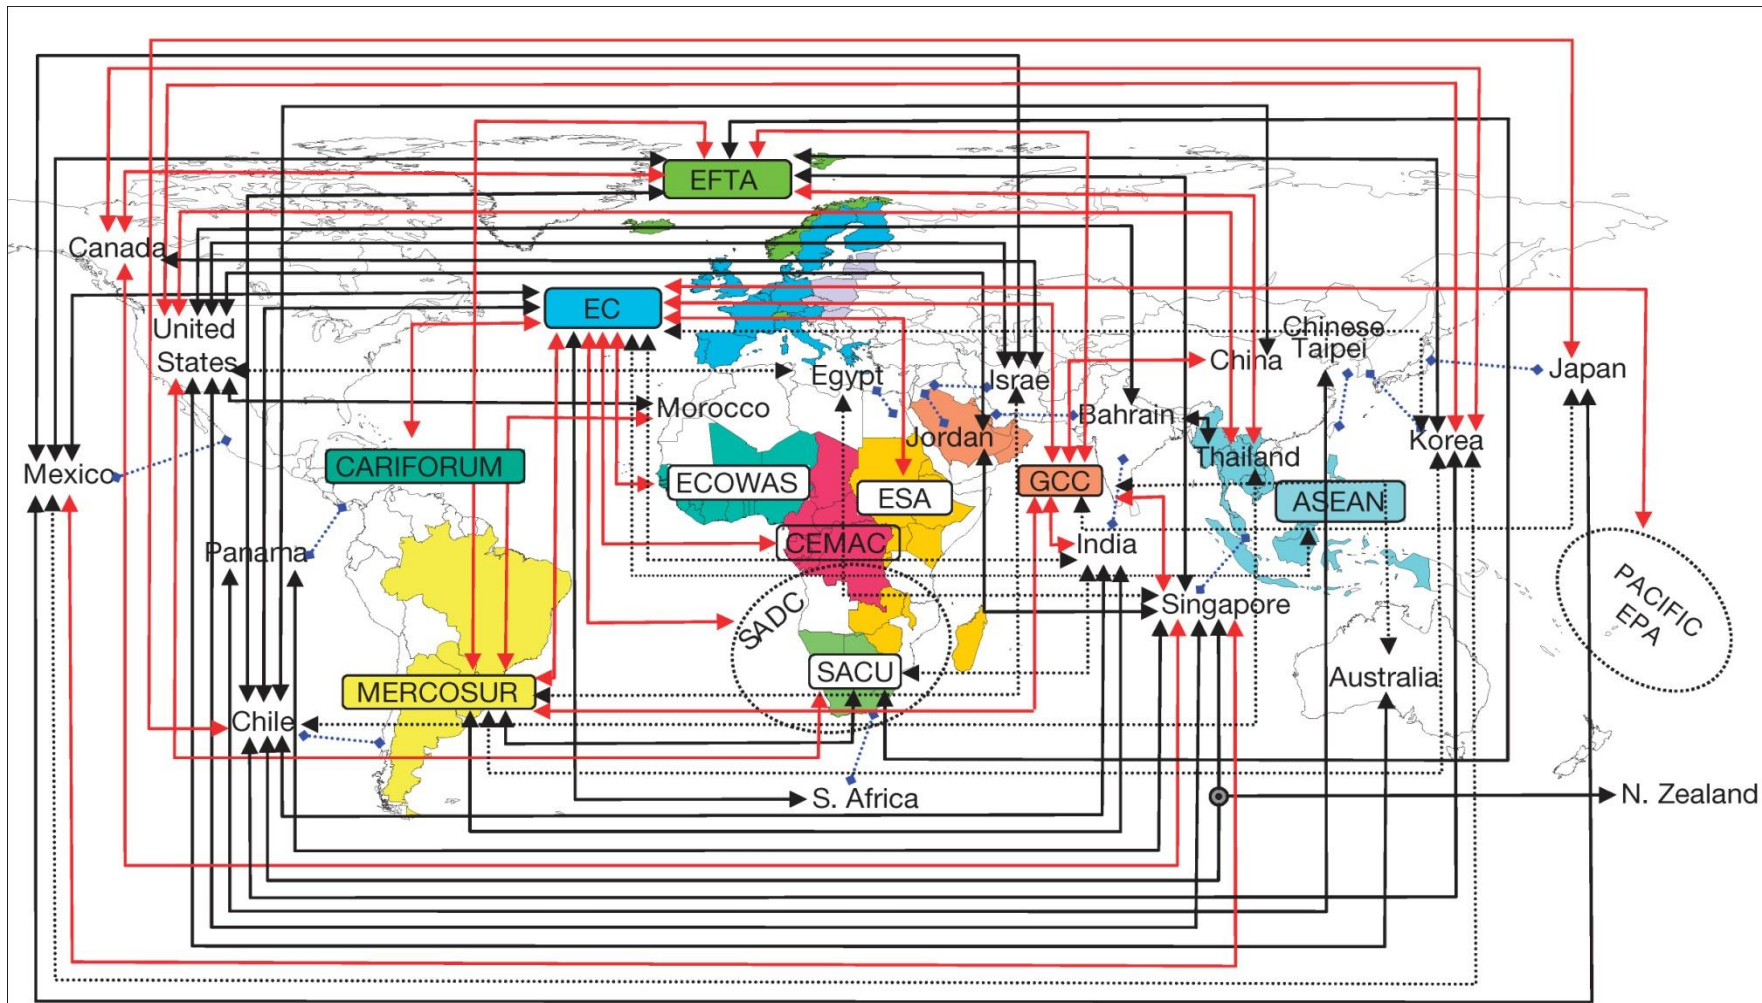 EFTA
Canada
EC
United
States
Chinese
Taipei
China
Japan
Egypt
Israe
Morocco
Bahrain
Jordan
Korea
Thailand
CARIFORUM
Mexico
ECOWAS
ESA
GCC
ASEAN
Panama
CEMAC
India
PACIFIC
EPA
Singapore
SADC
SACU
Australia
MERCOSUR
Chile
S. Africa
N. Zealand